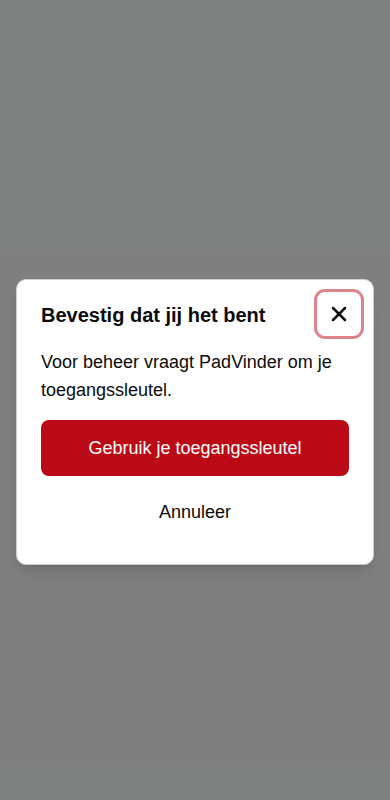 Bevestig dat jij het bent
Voor beheer vraagt PadVinder om je
toegangssleutel.
Gebruik je toegangssleutel
Annuleer